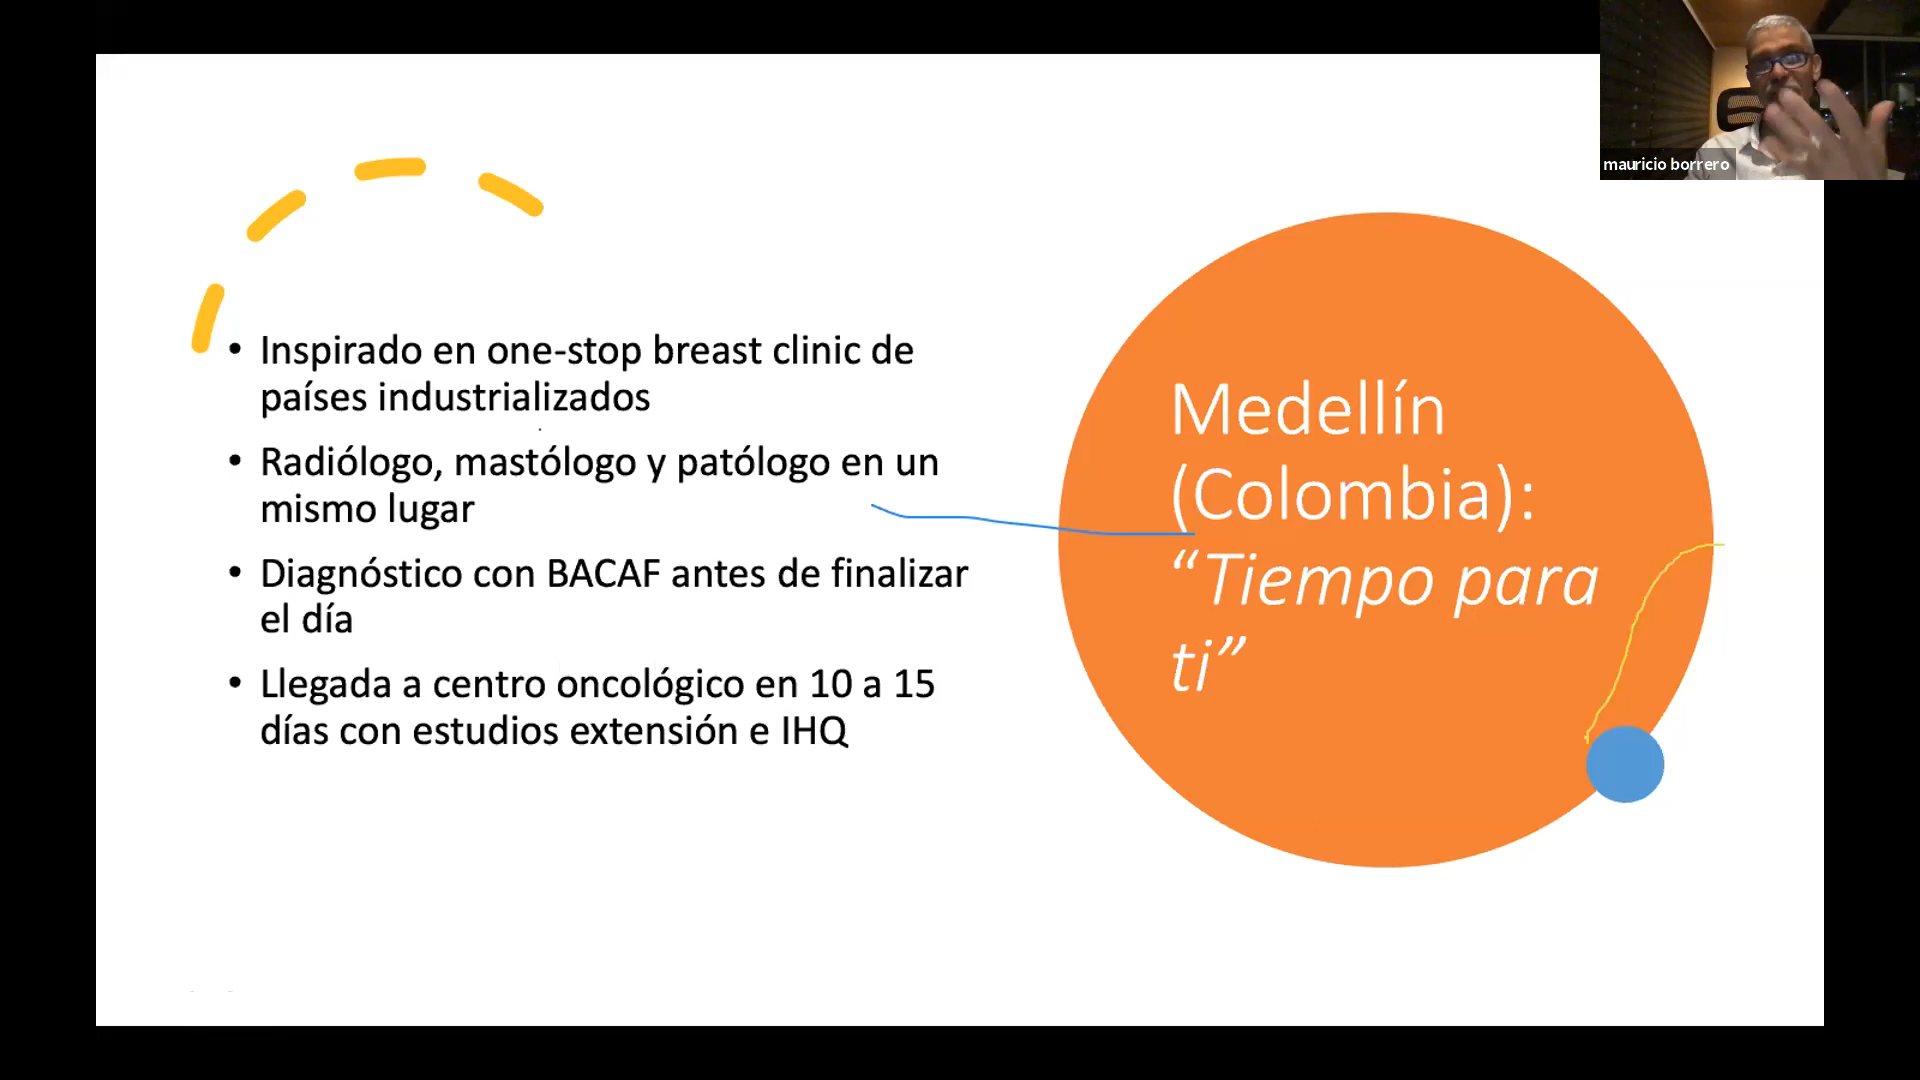 mauricio borrero
• Inspirado en one-stop breast clinic de
países industrializados
• Radiólogo, mastólogo y patólogo en un
mismo lugar
• Diagnóstico con BACAF antes de finalizar
el día
• Llegada a centro oncológico en 10 a 15
días con estudios extensión e IHQ
Medellín
(Colombia):
“Tiempo para
ti”